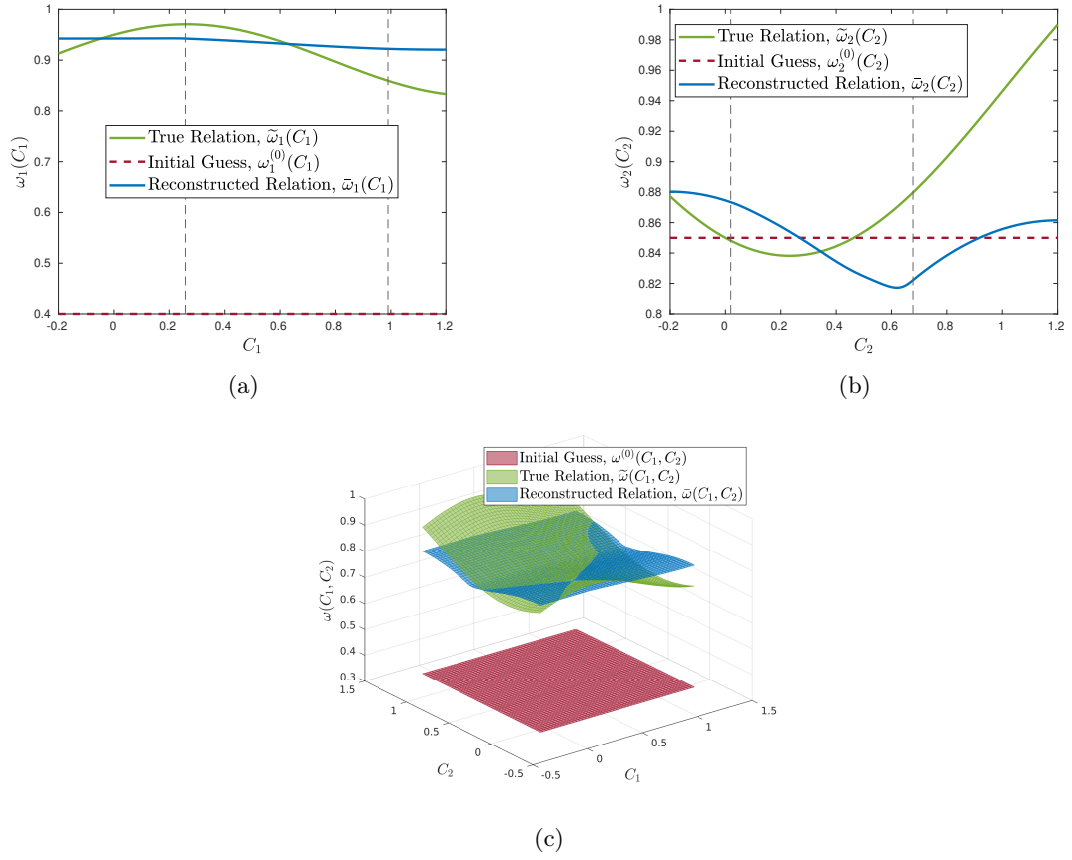 1
0.9
0.8
0.7
0.6
0.5
0.4
-0.2 0 0.2 0.4 0.6 0.8 1 1.2
ω₁(C₁)
C₁
True Relation, ω̃₁(C₁)
Initial Guess, ω₁⁽⁰⁾(C₁)
Reconstructed Relation, ω̄₁(C₁)
(a)
1
0.98
0.96
0.94
0.92
0.9
0.88
0.86
0.84
0.82
0.8
-0.2 0 0.2 0.4 0.6 0.8 1 1.2
ω₂(C₂)
C₂
True Relation, ω̃₂(C₂)
Initial Guess, ω₂⁽⁰⁾(C₂)
Reconstructed Relation, ω̄₂(C₂)
(b)
Initial Guess, ω⁽⁰⁾(C₁, C₂)
True Relation, ω̃(C₁, C₂)
Reconstructed Relation, ω̄(C₁, C₂)
1
0.9
0.8
0.7
0.6
0.5
0.4
0.3
ω(C₁, C₂)
1.5
1
0.5
0
-0.5
C₂
-0.5
0
0.5
1
1.5
C₁
(c)